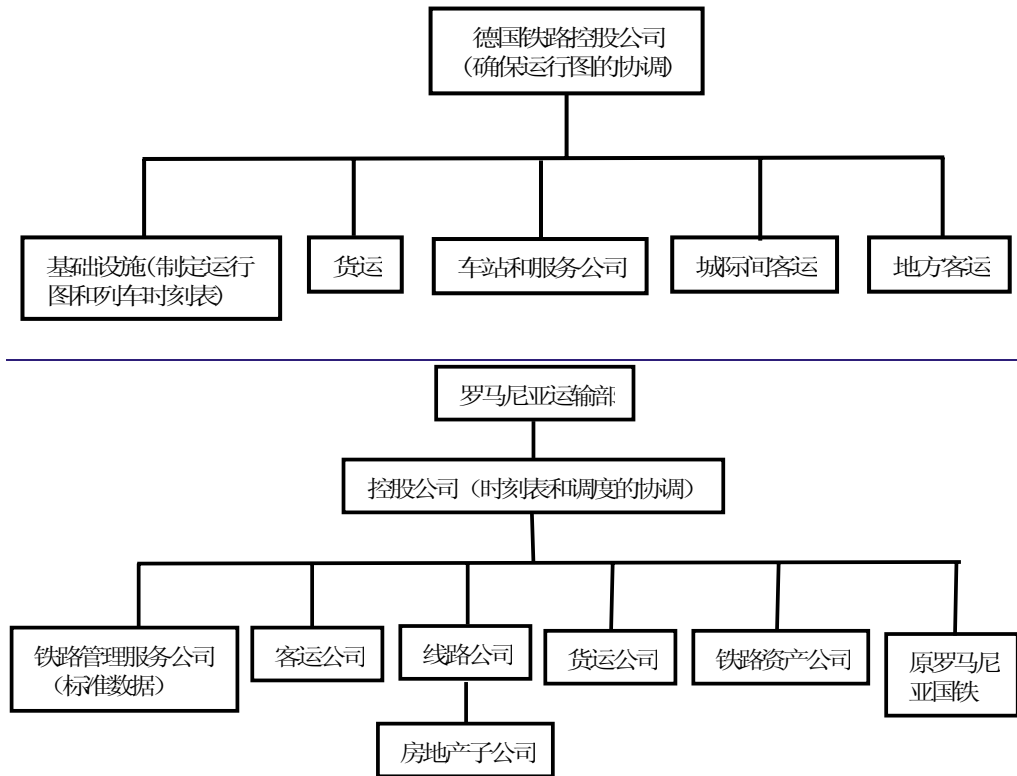 德国铁路控股公司
（确保运行图的协调）
基础设施（制定运行
图和列车时刻表）
货运
车站和服务公司
城际间客运
地方客运
罗马尼亚运输部
控股公司（时刻表和调度的协调）
铁路管理服务公司
（标准数据）
客运公司
线路公司
货运公司
铁路资产公司
原罗马尼
亚国铁
房地产子公司